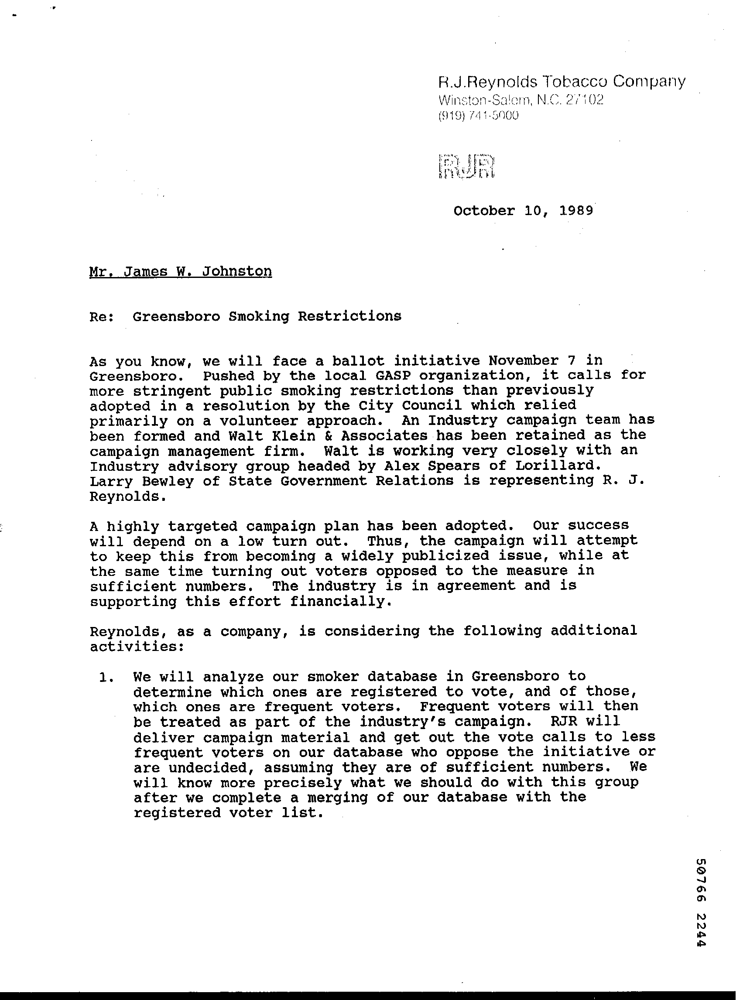 R.J.Reynolds Tobacco Company
Winston-Salem, N.C. 27102
(919) 741-5000
RJR
October 10, 1989
Mr. James W. Johnston
Re:  Greensboro Smoking Restrictions
As you know, we will face a ballot initiative November 7 in
Greensboro.  Pushed by the local GASP organization, it calls for
more stringent public smoking restrictions than previously
adopted in a resolution by the City Council which relied
primarily on a volunteer approach.  An Industry campaign team has
been formed and Walt Klein & Associates has been retained as the
campaign management firm.  Walt is working very closely with an
Industry advisory group headed by Alex Spears of Lorillard.
Larry Bewley of State Government Relations is representing R. J.
Reynolds.
A highly targeted campaign plan has been adopted.  Our success
will depend on a low turn out.  Thus, the campaign will attempt
to keep this from becoming a widely publicized issue, while at
the same time turning out voters opposed to the measure in
sufficient numbers.  The industry is in agreement and is
supporting this effort financially.
Reynolds, as a company, is considering the following additional
activities:
1.  We will analyze our smoker database in Greensboro to
determine which ones are registered to vote, and of those,
which ones are frequent voters.  Frequent voters will then
be treated as part of the industry's campaign.  RJR will
deliver campaign material and get out the vote calls to less
frequent voters on our database who oppose the initiative or
are undecided, assuming they are of sufficient numbers.  We
will know more precisely what we should do with this group
after we complete a merging of our database with the
registered voter list.
50766 2244